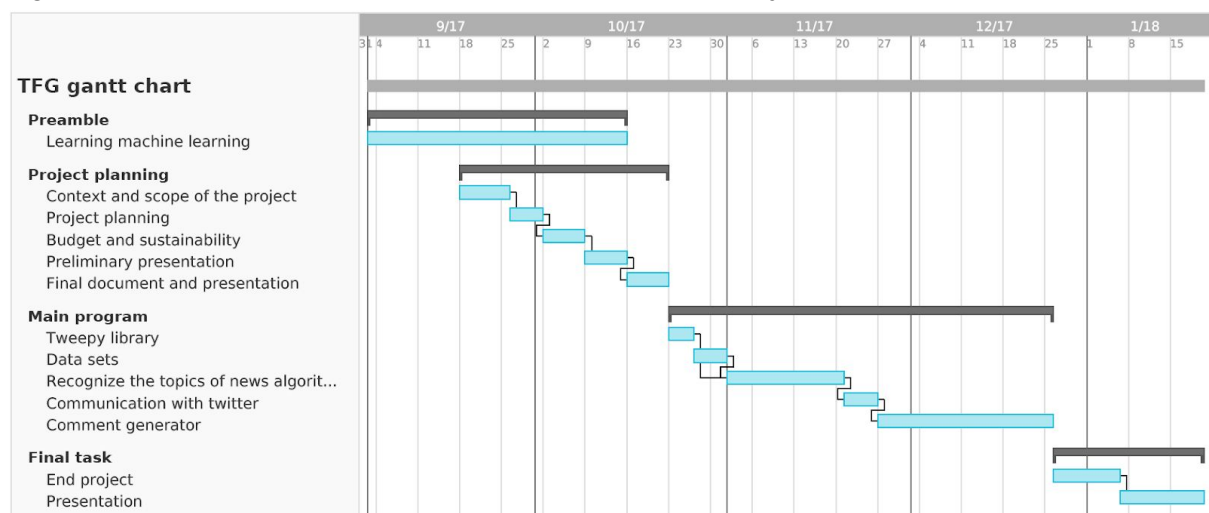 9/17 10/17 11/17 12/17 1/18
31 4 11 18 25 2 9 16 23 30 6 13 20 27 4 11 18 25 1 8 15
TFG gantt chart
Preamble
Learning machine learning
Project planning
Context and scope of the project
Project planning
Budget and sustainability
Preliminary presentation
Final document and presentation
Main program
Tweepy library
Data sets
Recognize the topics of news algorit...
Communication with twitter
Comment generator
Final task
End project
Presentation